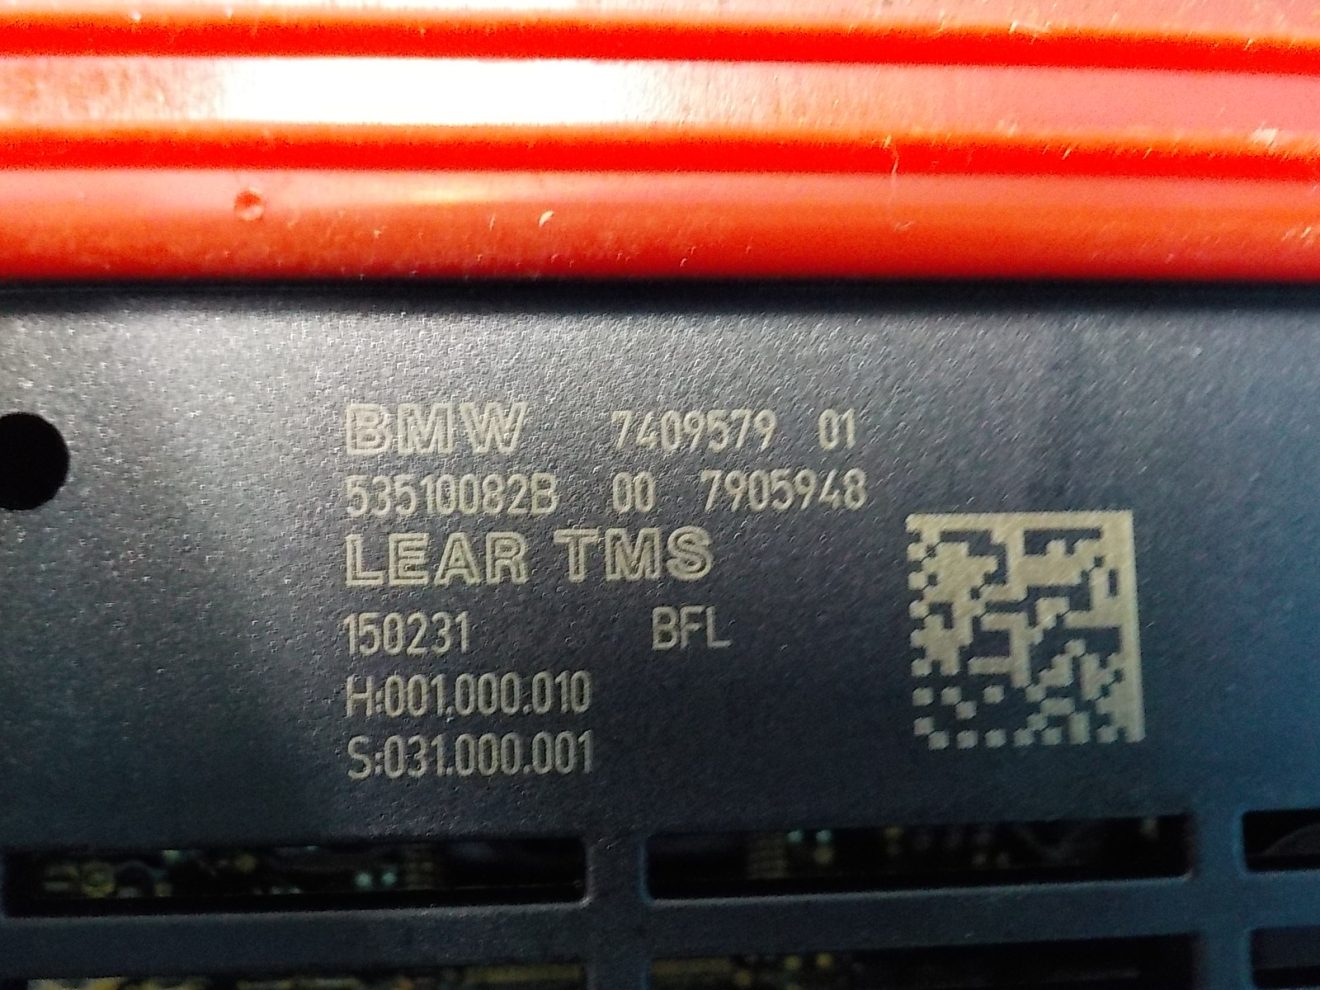 BMW 7409579 01
53510082B 00 7905948
LEAR TMS
150231 BFL
H:001.000.010
S:031.000.001